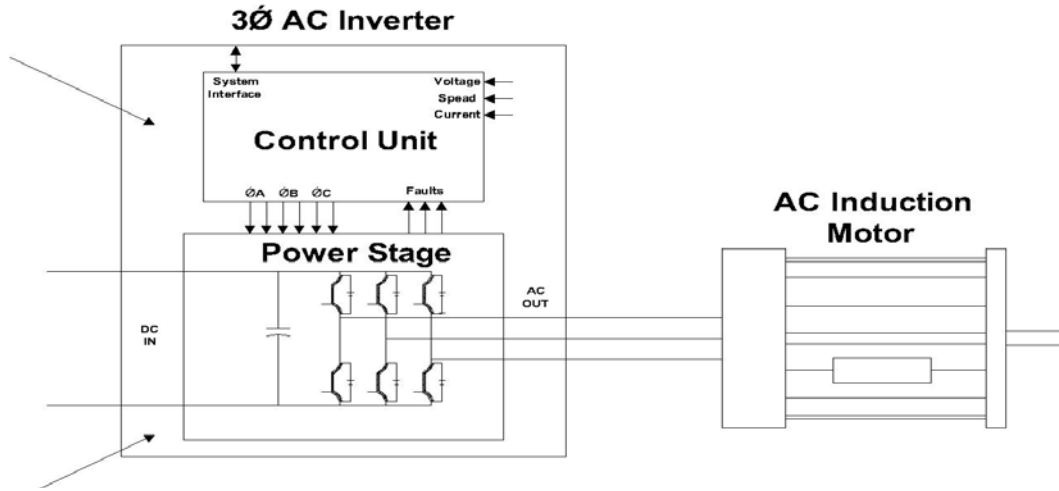 3Ø AC Inverter
System
Interface
Voltage
Spead
Current
Control Unit
ØA ØB ØC Faults
Power Stage
DC
IN
AC
OUT
AC Induction
Motor